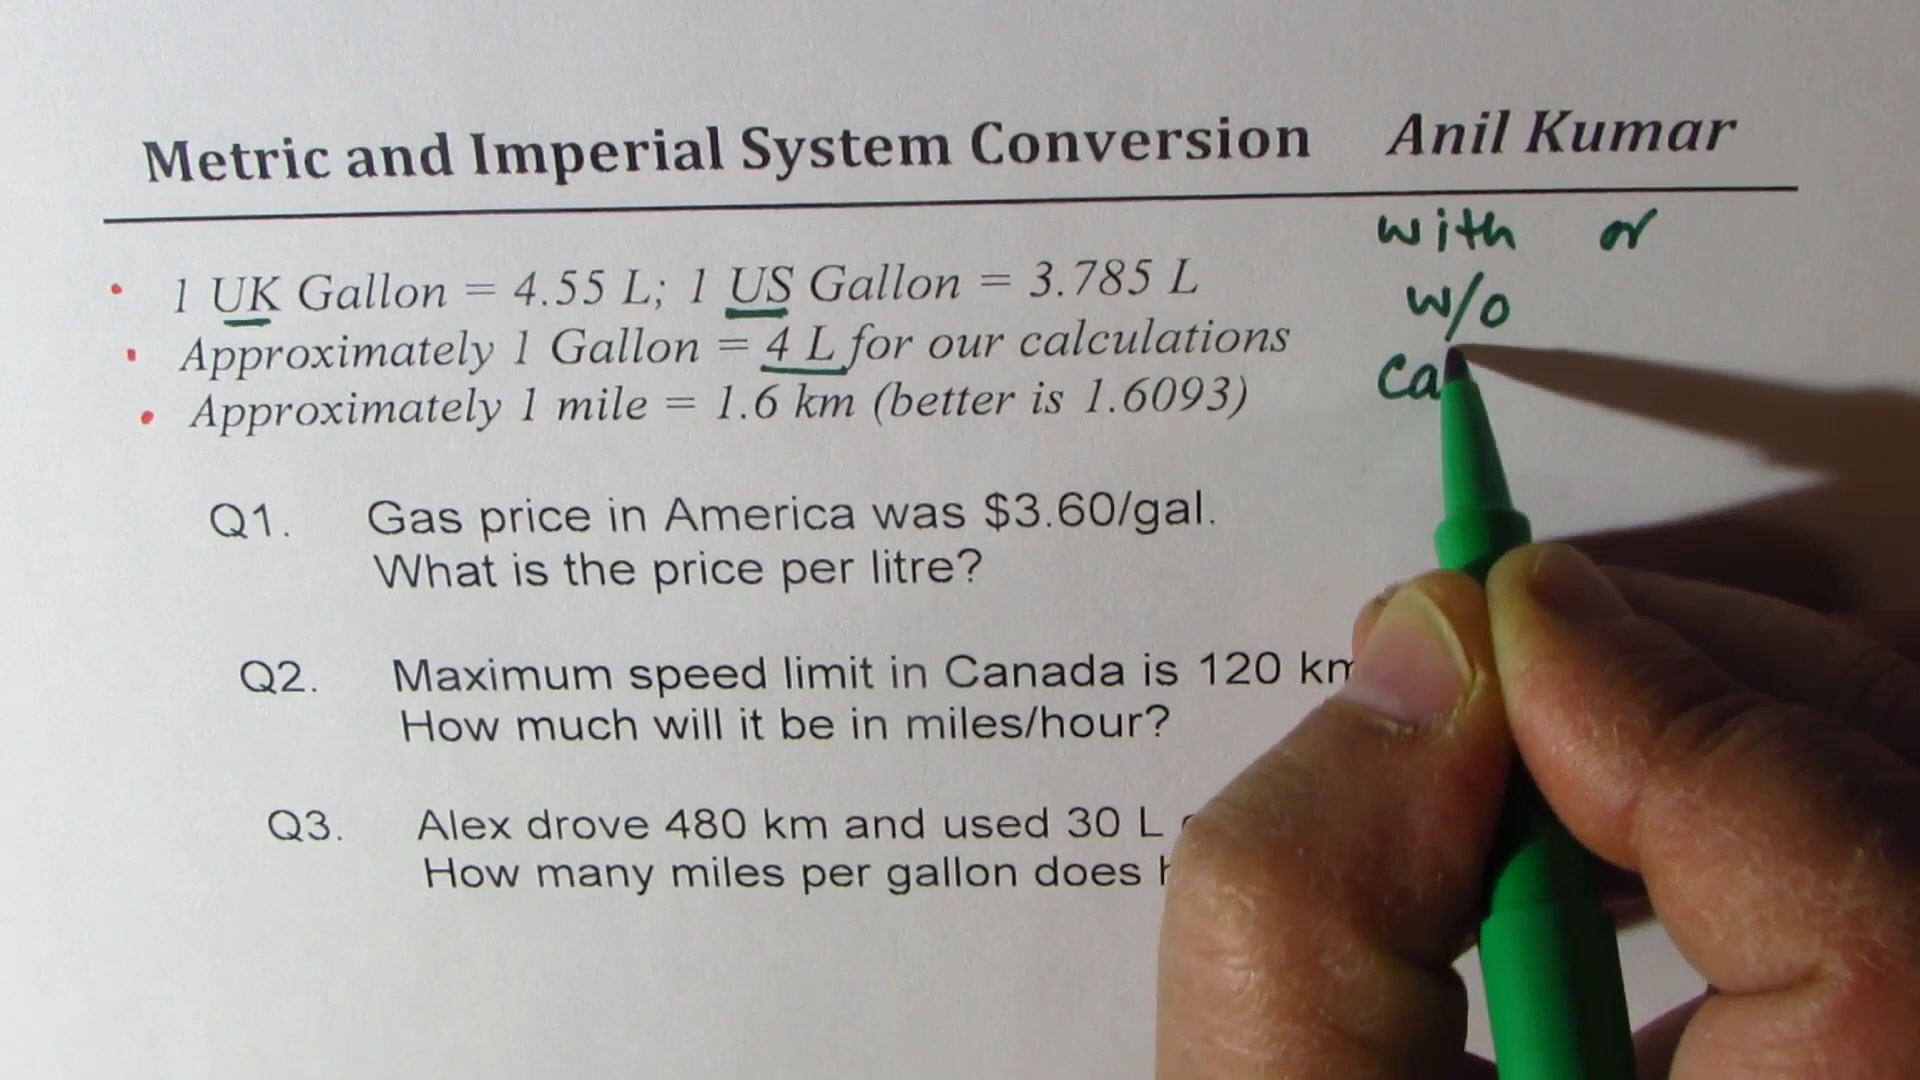 Metric and Imperial System Conversion Anil Kumar
with or
w/o
• 1 UK Gallon = 4.55 L; 1 US Gallon = 3.785 L
• Approximately 1 Gallon = 4 L for our calculations
ca
• Approximately 1 mile = 1.6 km (better is 1.6093)
Q1. Gas price in America was $3.60/gal.
What is the price per litre?
Q2. Maximum speed limit in Canada is 120 km
How much will it be in miles/hour?
Q3. Alex drove 480 km and used 30 L
How many miles per gallon does